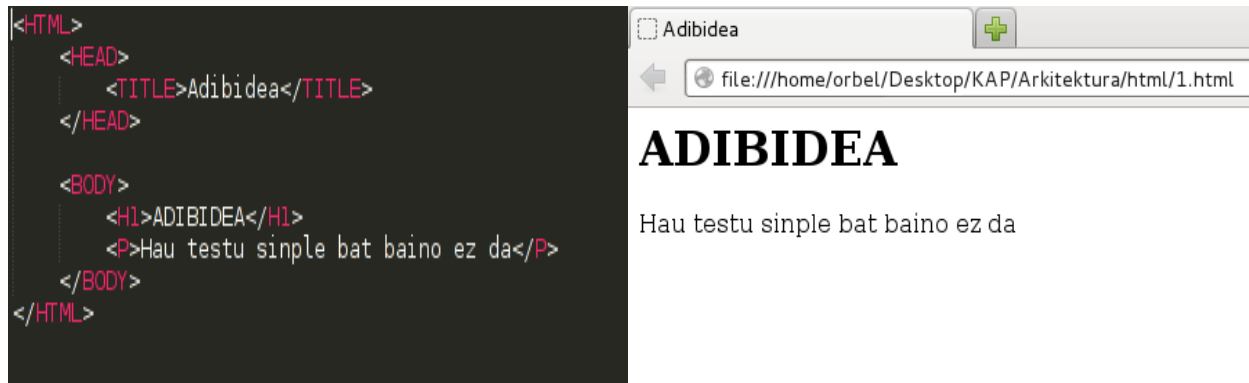 <HTML>
<HEAD>
<TITLE>Adibidea</TITLE>
</HEAD>
<BODY>
<H1>ADIBIDEA</H1>
<P>Hau testu sinple bat baino ez da</P>
</BODY>
</HTML>
Adibidea
file:///home/orbel/Desktop/KAP/Arkitektura/html/1.html
ADIBIDEA
Hau testu sinple bat baino ez da